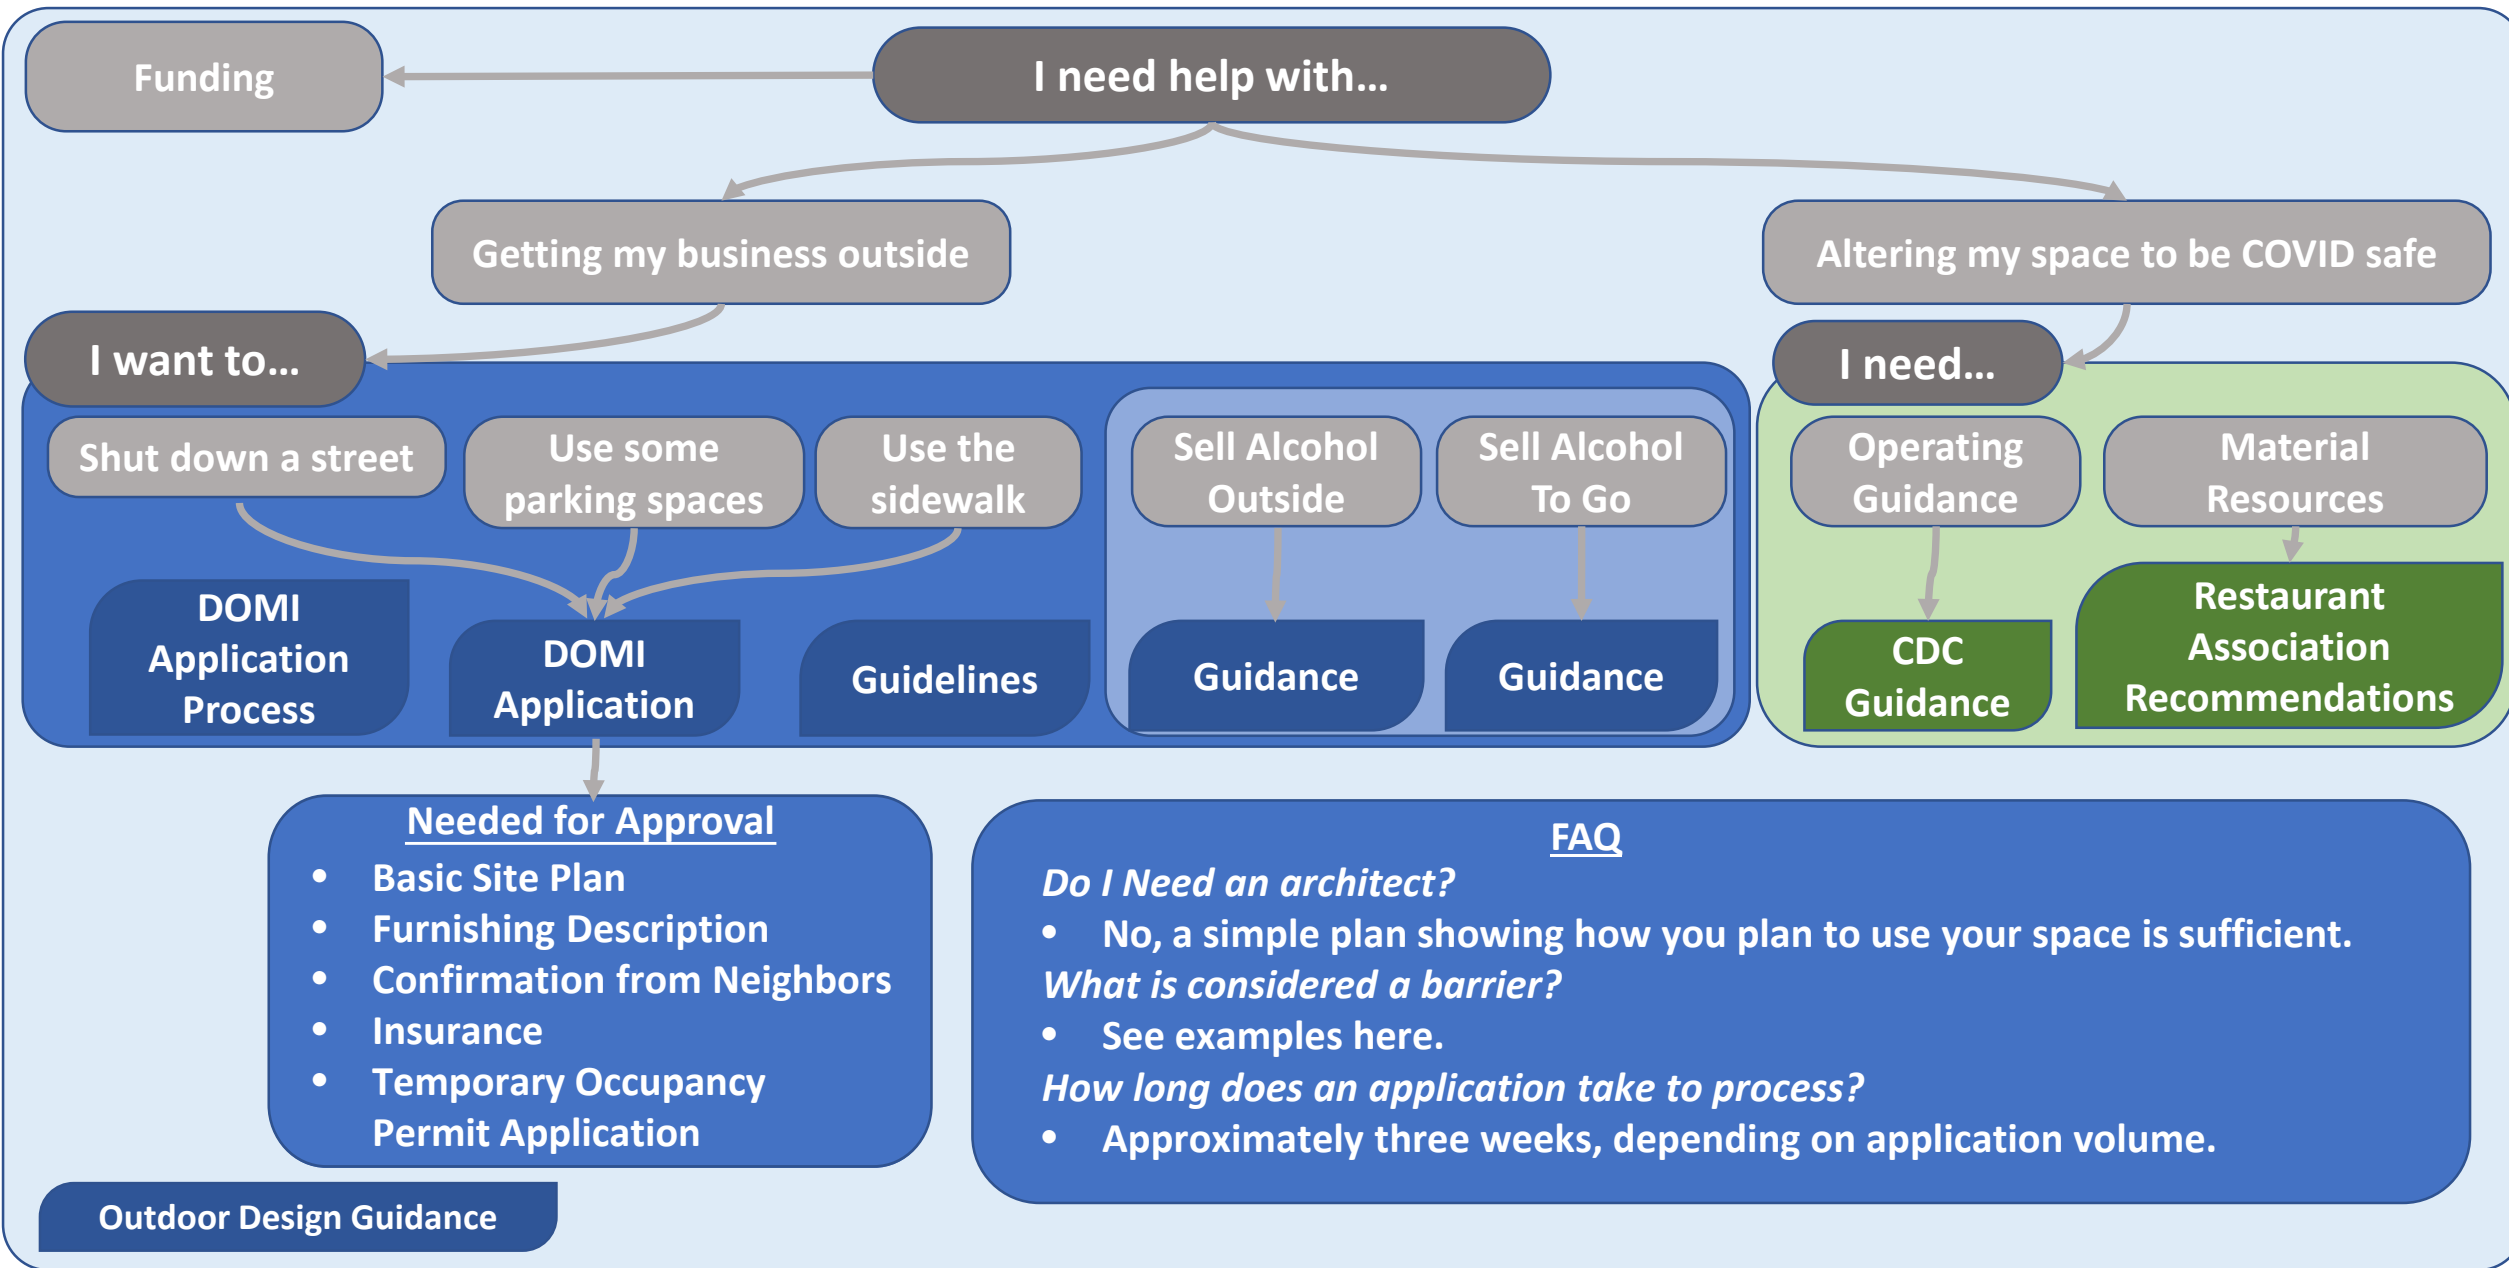 Funding
I need help with...
Getting my business outside
Altering my space to be COVID safe
I want to...
Shut down a street
Use some
parking spaces
Use the
sidewalk
Sell Alcohol
Outside
Sell Alcohol
To Go
DOMI
Application
Process
DOMI
Application
Guidelines
Guidance
Guidance
I need...
Operating
Guidance
Material
Resources
CDC
Guidance
Restaurant
Association
Recommendations
Needed for Approval
• Basic Site Plan
• Furnishing Description
• Confirmation from Neighbors
• Insurance
• Temporary Occupancy
Permit Application
FAQ
Do I Need an architect?
• No, a simple plan showing how you plan to use your space is sufficient.
What is considered a barrier?
• See examples here.
How long does an application take to process?
• Approximately three weeks, depending on application volume.
Outdoor Design Guidance